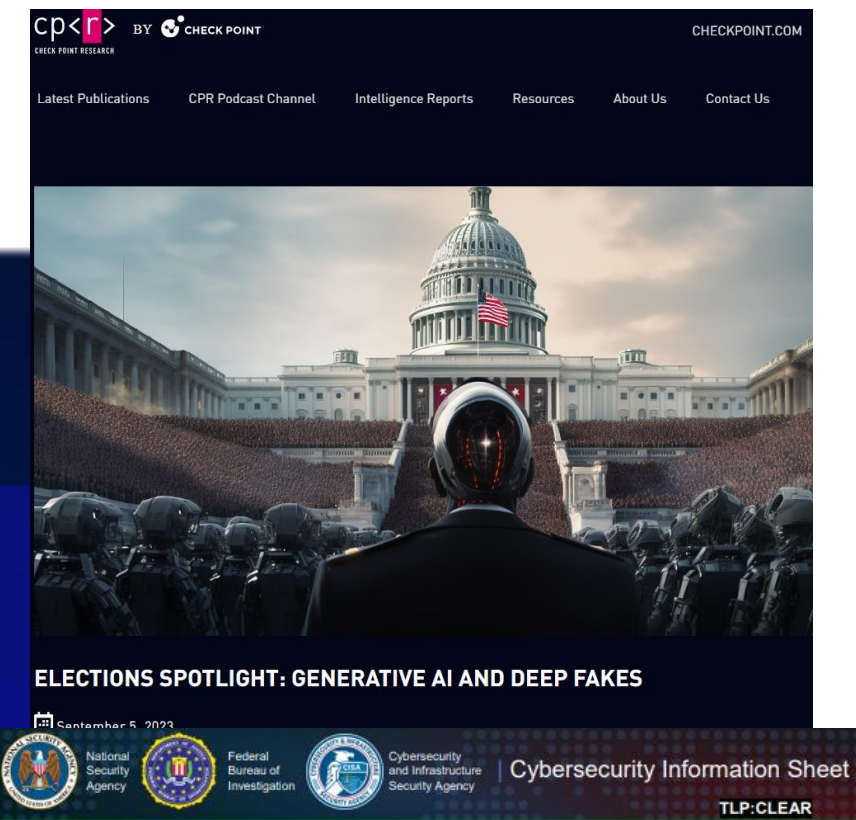 cp<r> BY CHECK POINT
CHECK POINT RESEARCH
CHECKPOINT.COM
Latest Publications CPR Podcast Channel Intelligence Reports Resources About Us Contact Us
ELECTIONS SPOTLIGHT: GENERATIVE AI AND DEEP FAKES
September 5, 2023
National
Security
Agency
Federal
Bureau of
Investigation
CISA
Cybersecurity
and Infrastructure
Security Agency
Cybersecurity Information Sheet
TLP:CLEAR